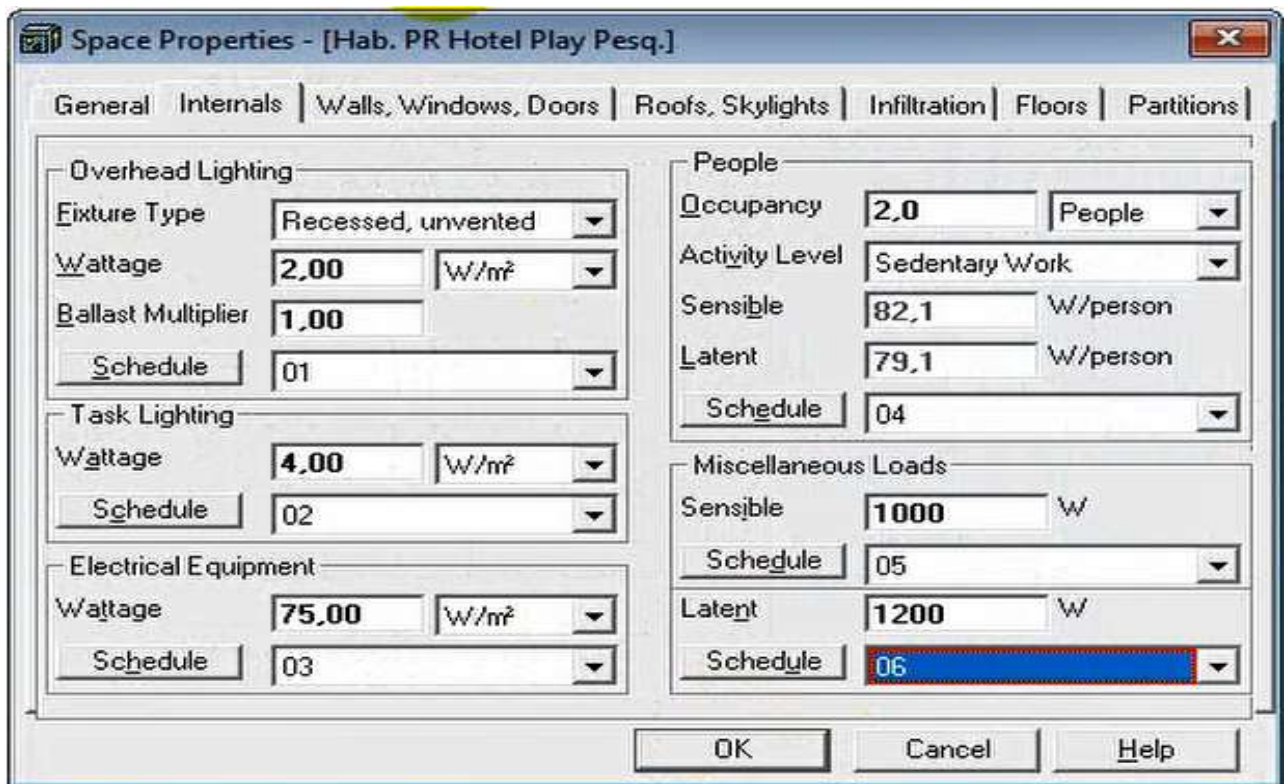 Space Properties - [Hab. PR Hotel Play Pesq.]
General Internals Walls, Windows, Doors Roofs, Skylights Infiltration Floors Partitions
Overhead Lighting
Fixture Type Recessed, unvented
Wattage 2,00 W/m²
Ballast Multiplier 1,00
Schedule 01
Task Lighting
Wattage 4,00 W/m²
Schedule 02
Electrical Equipment
Wattage 75,00 W/m²
Schedule 03
People
Occupancy 2,0 People
Activity Level Sedentary Work
Sensible 82,1 W/person
Latent 79,1 W/person
Schedule 04
Miscellaneous Loads
Sensible 1000 W
Schedule 05
Latent 1200 W
Schedule 06
OK Cancel Help